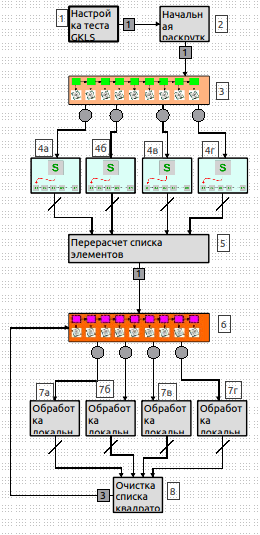 1
Настрой
ка теста
GKLS
1
Начальн
ая
раскрутк
2
1
3
4а
4б
4в
4г
S
S
S
S
Перерасчет списка
элементов
5
1
6
7а
7б
7в
7г
Обработ
ка
локальн
Обработ
ка
локальн
Обработ
ка
локальн
Обработ
ка
локальн
3
Очистка
списка
квадрато
8